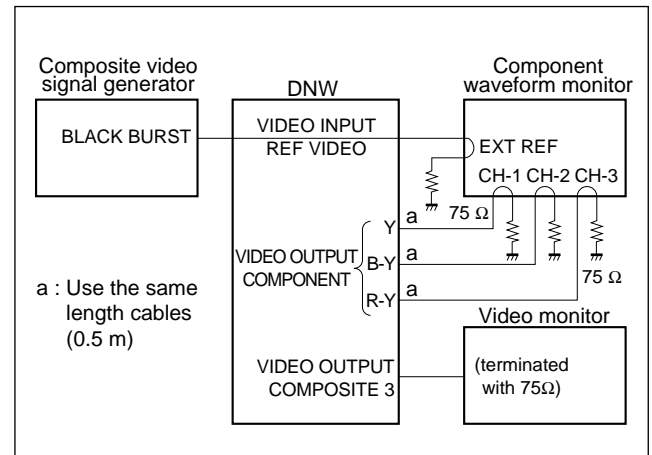 Composite video
signal generator
BLACK BURST
DNW
VIDEO INPUT
REF VIDEO
Component
waveform monitor
EXT REF
CH-1 CH-2 CH-3
75 Ω
75 Ω
Y
a
VIDEO OUTPUT
COMPONENT
B-Y
a
R-Y
a
a : Use the same
length cables
(0.5 m)
VIDEO OUTPUT
COMPOSITE 3
Video monitor
(terminated
with 75Ω)